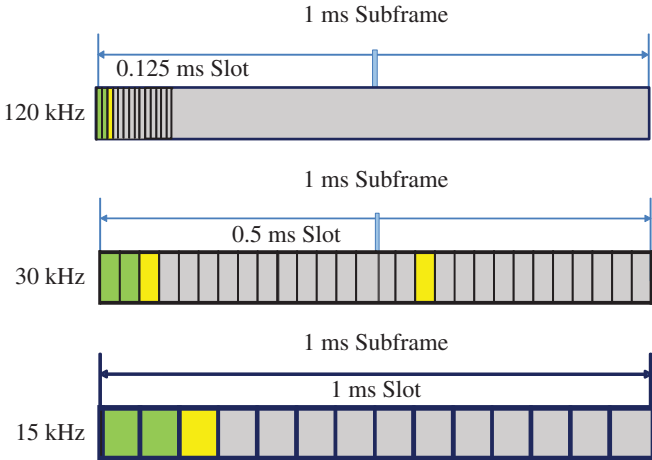 1 ms Subframe
0.125 ms Slot
120 kHz
1 ms Subframe
0.5 ms Slot
30 kHz
1 ms Subframe
1 ms Slot
15 kHz